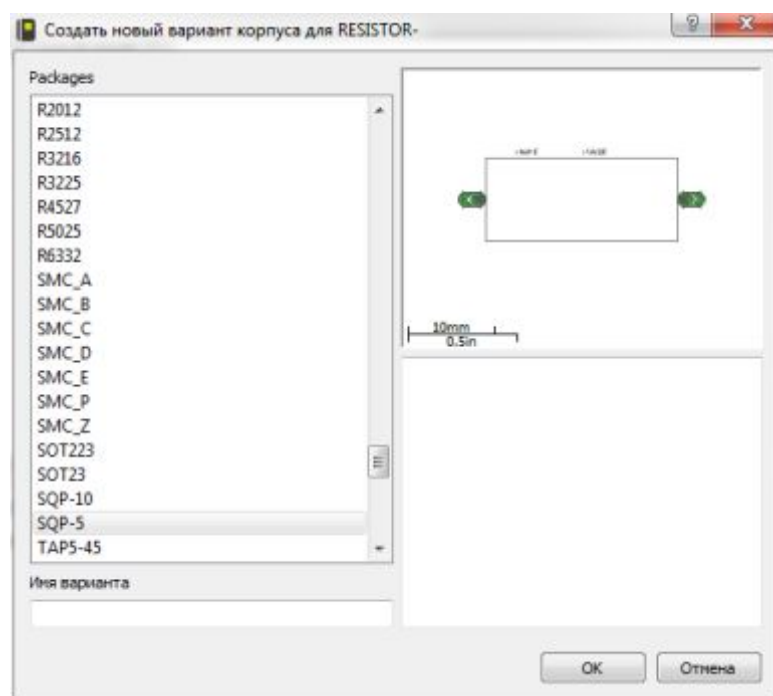 Создать новый вариант корпуса для RESISTOR-
Packages
R2012
R2512
R3216
R3225
R4527
R5025
R6332
SMC_A
SMC_B
SMC_C
SMC_D
SMC_E
SMC_P
SMC_Z
SOT223
SOT23
SQP-10
SQP-5
TAP5-45
10mm
0.5in
Имя варианта
OK
Отмена